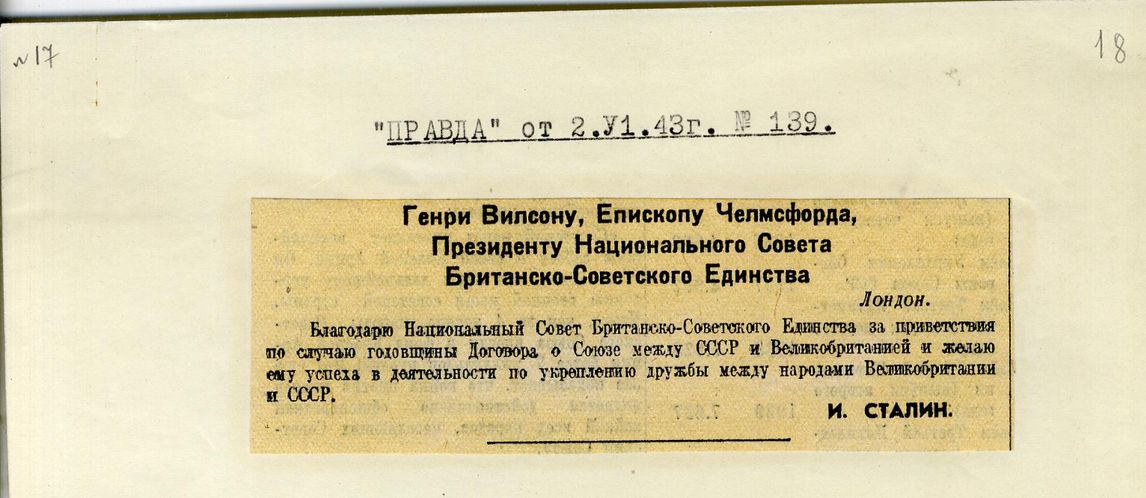 №17
18
"ПРАВДА" от 2.У1.43г. № 139.
Генри Вилсону, Епископу Челмсфорда,
Президенту Национального Совета
Британско-Советского Единства
Лондон.
Благодарю Национальный Совет Британско-Советского Единства за приветствия
по случаю годовщины Договора о Союзе между СССР и Великобританией и желаю
ему успеха в деятельности по укреплению дружбы между народами Великобритании
и СССР.
И. СТАЛИН.